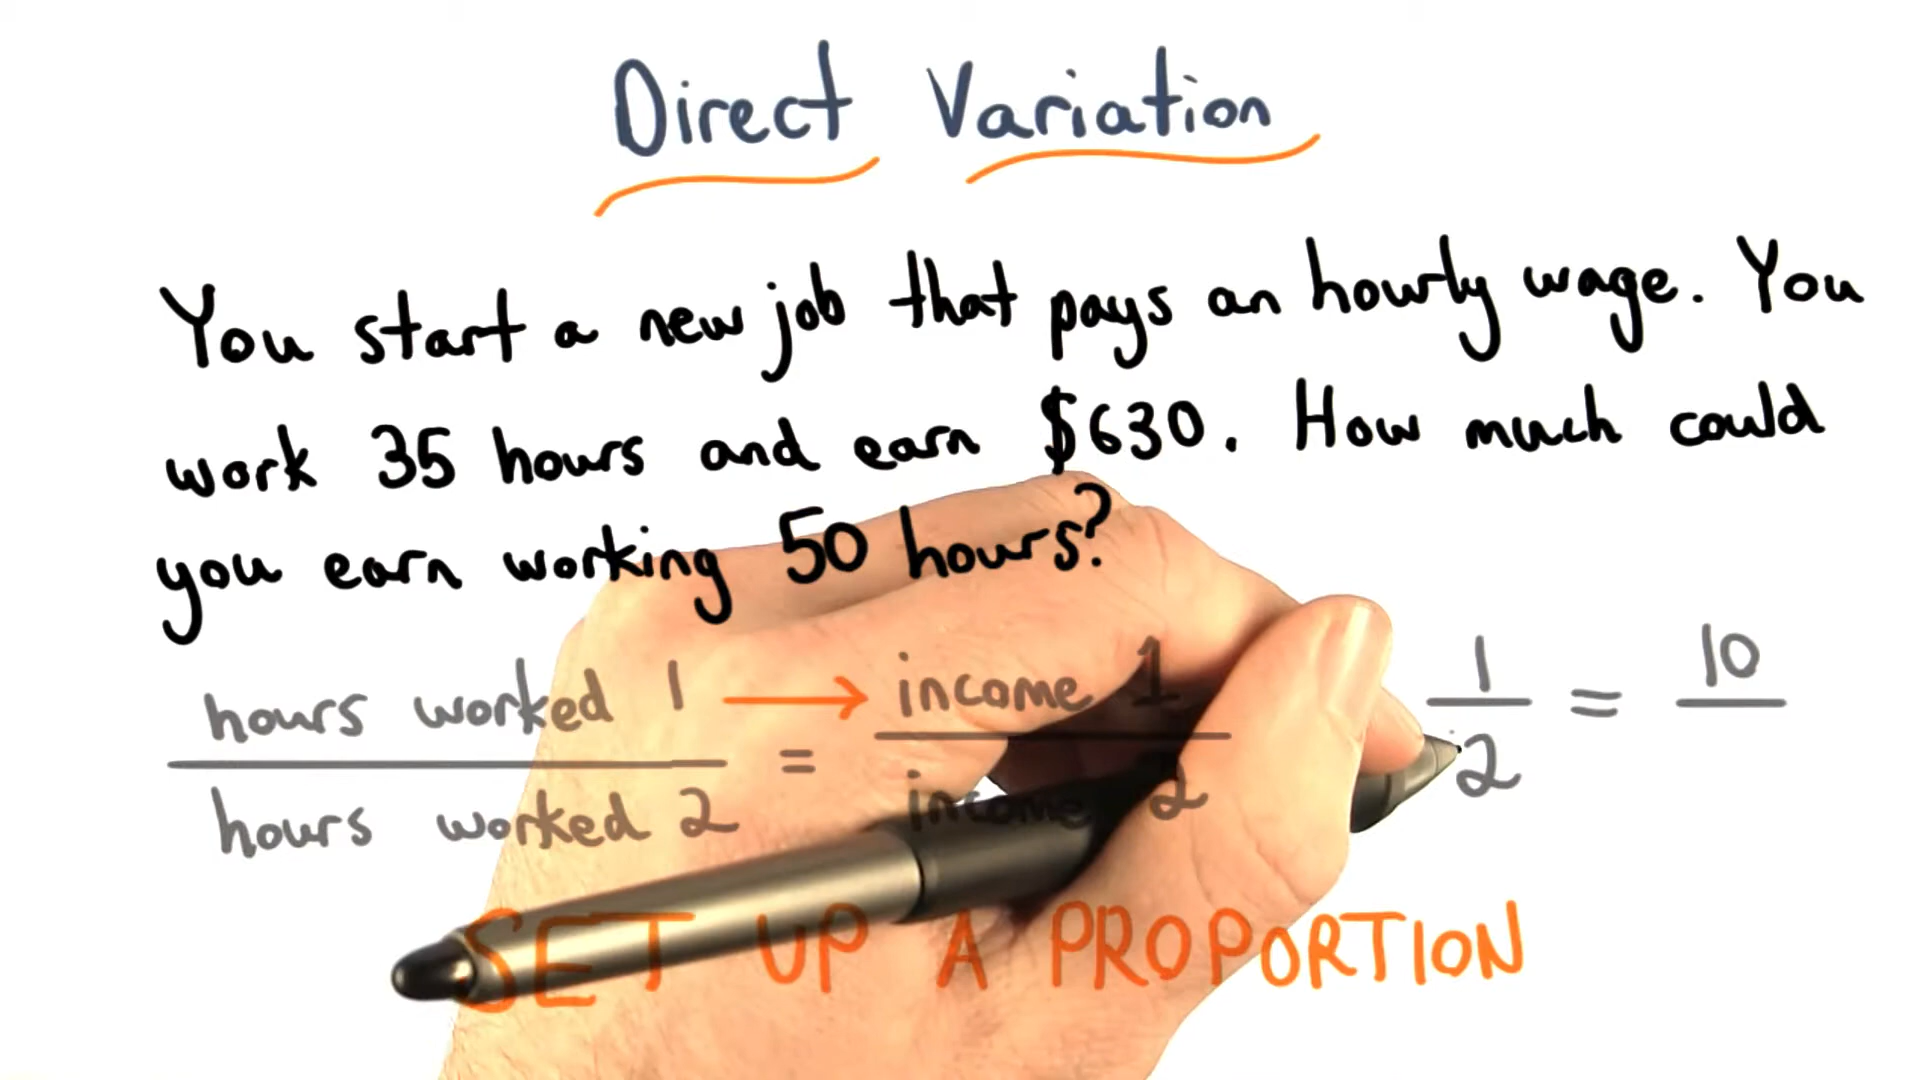 Direct Variation
You start a new job that pays an hourly wage. You
work 35 hours and earn $630. How much could
you earn working 50 hours?
hours worked 1 → income 1
hours worked 2 = income 2
1 = 10
2
SET UP A PROPORTION